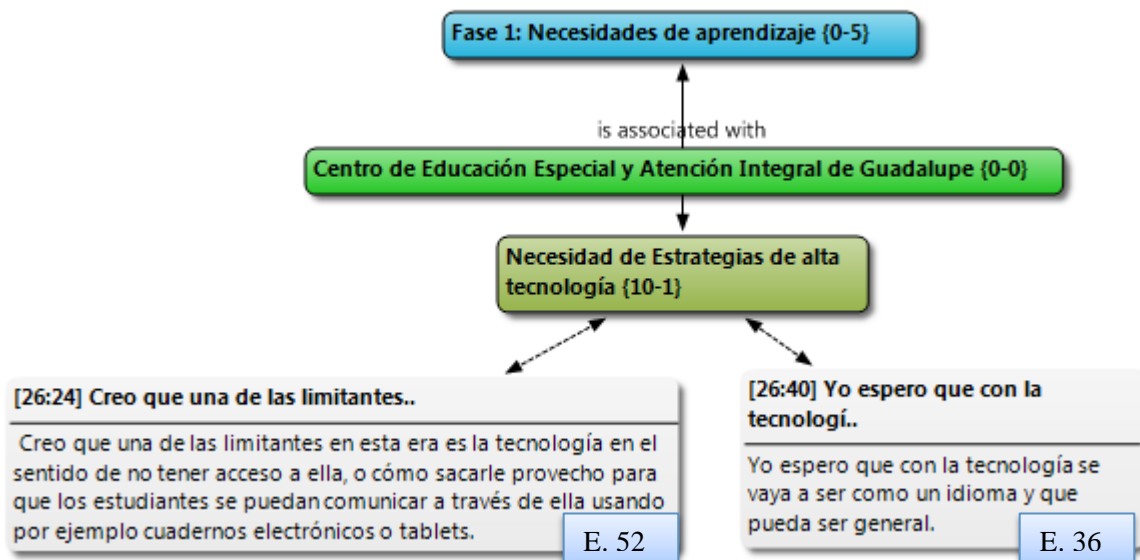 Fase 1: Necesidades de aprendizaje {0-5}
is associated with
Centro de Educación Especial y Atención Integral de Guadalupe {0-0}
Necesidad de Estrategias de alta
tecnología {10-1}
[26:24] Creo que una de las limitantes..
Creo que una de las limitantes en esta era es la tecnología en el
sentido de no tener acceso a ella, o cómo sacarle provecho para
que los estudiantes se puedan comunicar a través de ella usando
por ejemplo cuadernos electrónicos o tablets.
E. 52
[26:40] Yo espero que con la
tecnologí..
Yo espero que con la tecnología se
vaya a ser como un idioma y que
pueda ser general.
E. 36